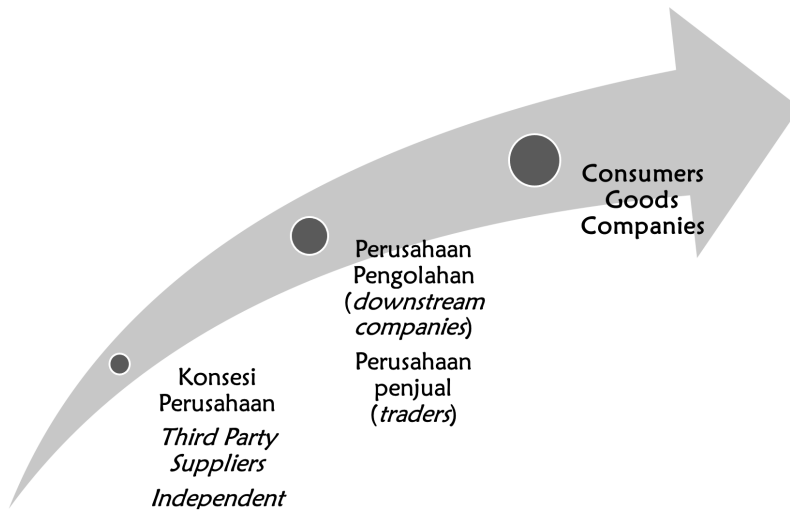 Konsesi
Perusahaan
Third Party
Suppliers
Independent
Perusahaan
Pengolahan
(downstream
companies)
Perusahaan
penjual
(traders)
Consumers
Goods
Companies